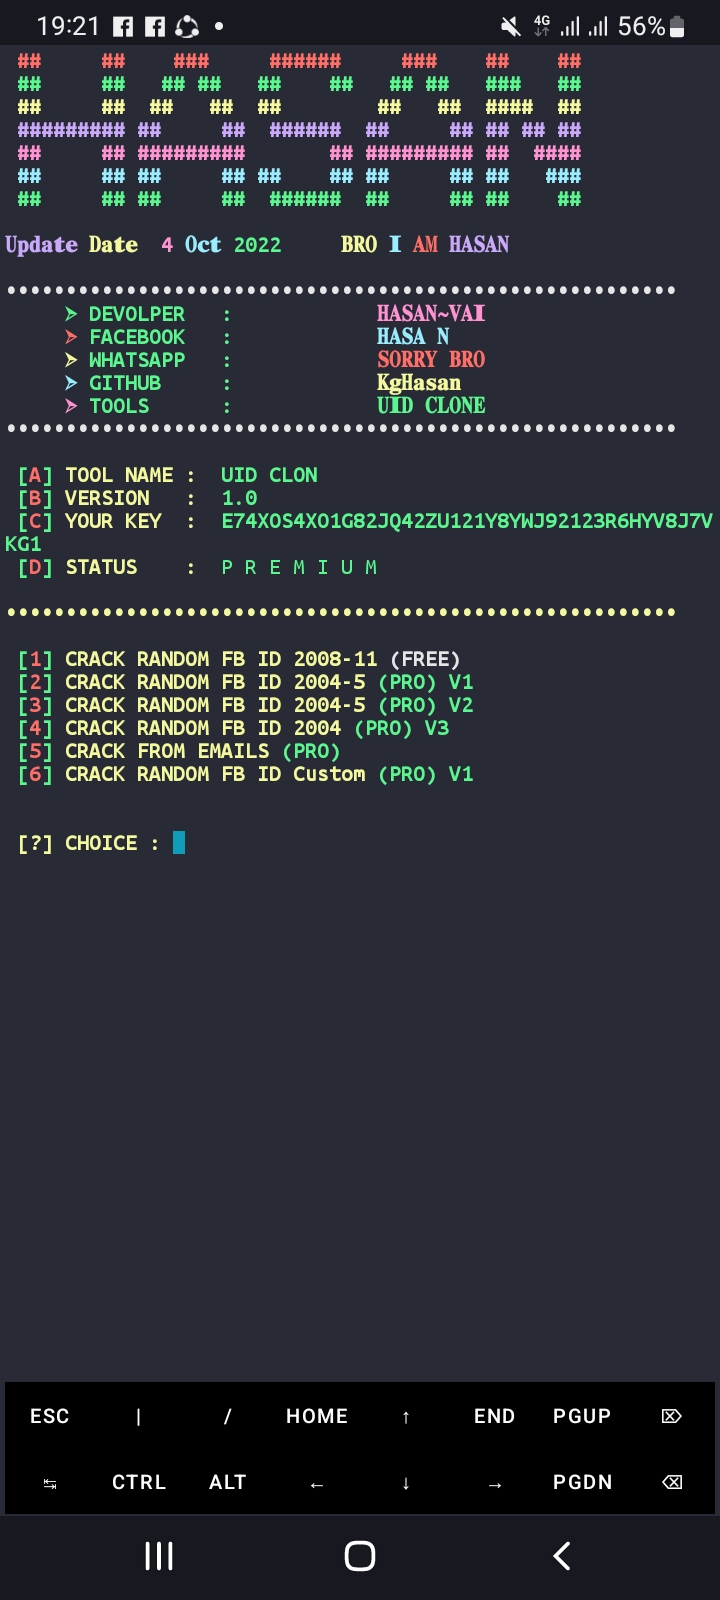 19:21 4G 56%
Update Date 4 Oct 2022 BRO I AM HASAN
➤ DEVOLPER : HASAN~VAI
➤ FACEBOOK : HASA N
➤ WHATSAPP : SORRY BRO
➤ GITHUB : KgHasan
➤ TOOLS : UID CLONE
[A] TOOL NAME : UID CLON
[B] VERSION : 1.0
[C] YOUR KEY : E74XOS4XO1G82JQ42ZU121Y8YWJ92123R6HYV8J7V
KG1
[D] STATUS : P R E M I U M
[1] CRACK RANDOM FB ID 2008-11 (FREE)
[2] CRACK RANDOM FB ID 2004-5 (PRO) V1
[3] CRACK RANDOM FB ID 2004-5 (PRO) V2
[4] CRACK RANDOM FB ID 2004 (PRO) V3
[5] CRACK FROM EMAILS (PRO)
[6] CRACK RANDOM FB ID Custom (PRO) V1
[?] CHOICE :
ESC | / HOME ↑ END PGUP ⌦
↹ CTRL ALT ← ↓ → PGDN ⌫